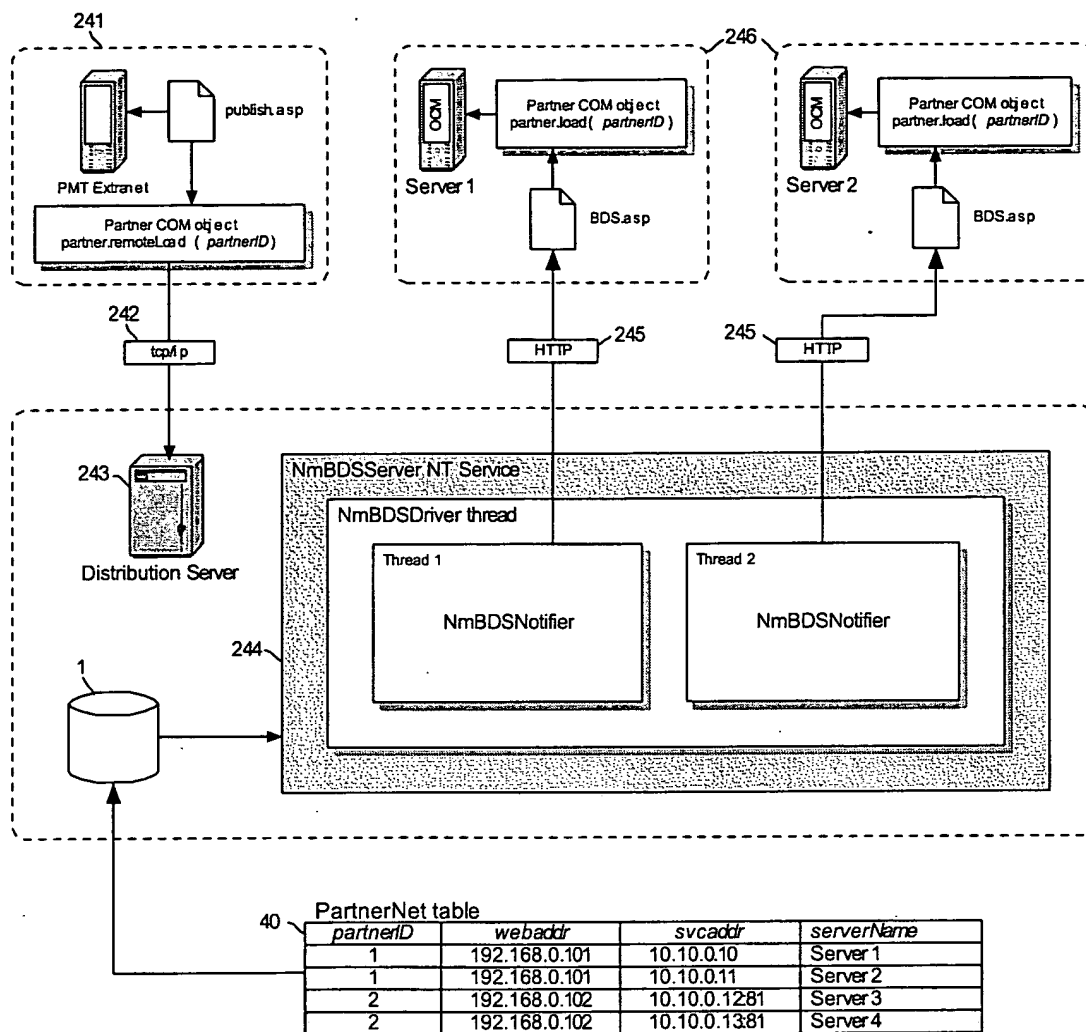 241
246
publish.asp
PMT Extranet
Partner COM object
partner.remoteLoad ( partnerID )
OCM
Partner COM object
partner.load ( partnerID )
Server 1
BDS.asp
OCM
Partner COM object
partner.load ( partnerID )
Server 2
BDS.asp
242
tcp/ip
HTTP
245
245
HTTP
243
Distribution Server
NmBDSServer NT Service
NmBDSDriver thread
Thread 1
NmBDSNotifier
Thread 2
NmBDSNotifier
244
1
40
PartnerNet table
partnerID webaddr svcaddr serverName
1 192.168.0.101 10.10.0.10 Server 1
1 192.168.0.101 10.10.0.11 Server 2
2 192.168.0.102 10.10.0.12:81 Server 3
2 192.168.0.102 10.10.0.13:81 Server 4